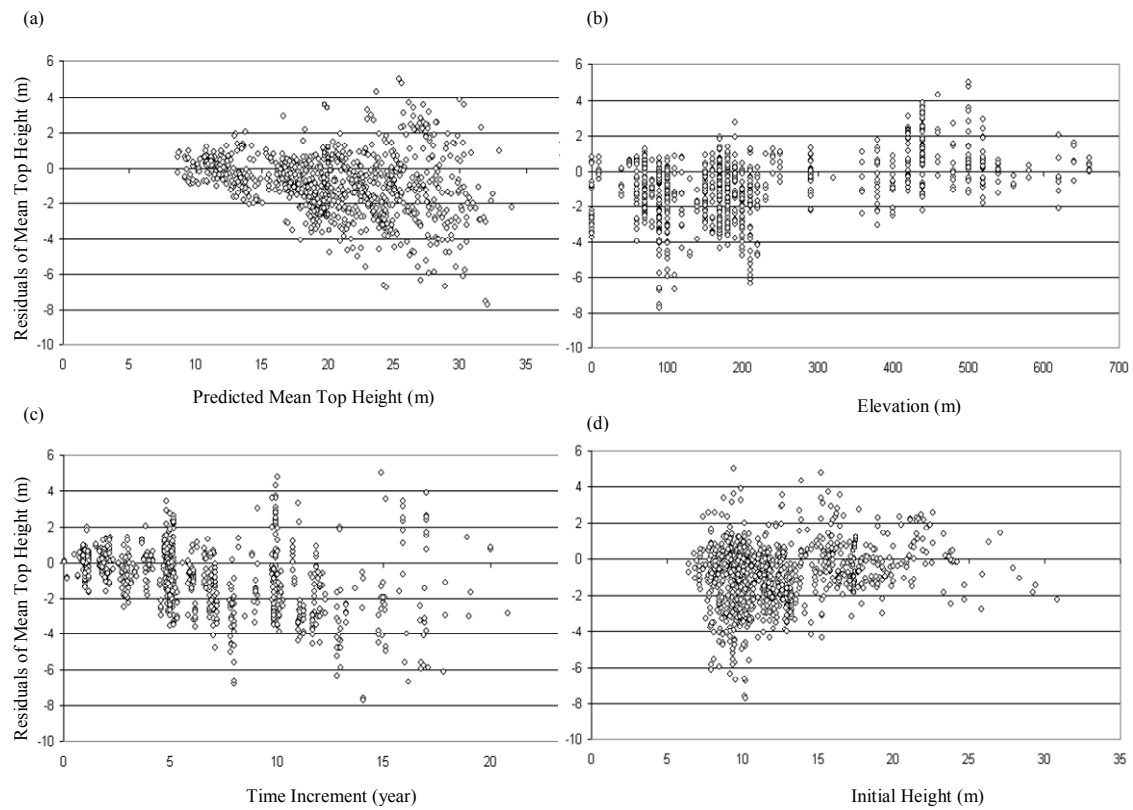 (a)
(b)
Residuals of Mean Top Height (m)
6
4
2
0
-2
-4
-6
-8
-10
0 5 10 15 20 25 30 35
Predicted Mean Top Height (m)
6
4
2
0
-2
-4
-6
-8
-10
0 100 200 300 400 500 600 700
Elevation (m)
(c)
(d)
Residuals of Mean Top Height (m)
6
4
2
0
-2
-4
-6
-8
-10
0 5 10 15 20
Time Increment (year)
6
4
2
0
-2
-4
-6
-8
-10
0 5 10 15 20 25 30 35
Initial Height (m)